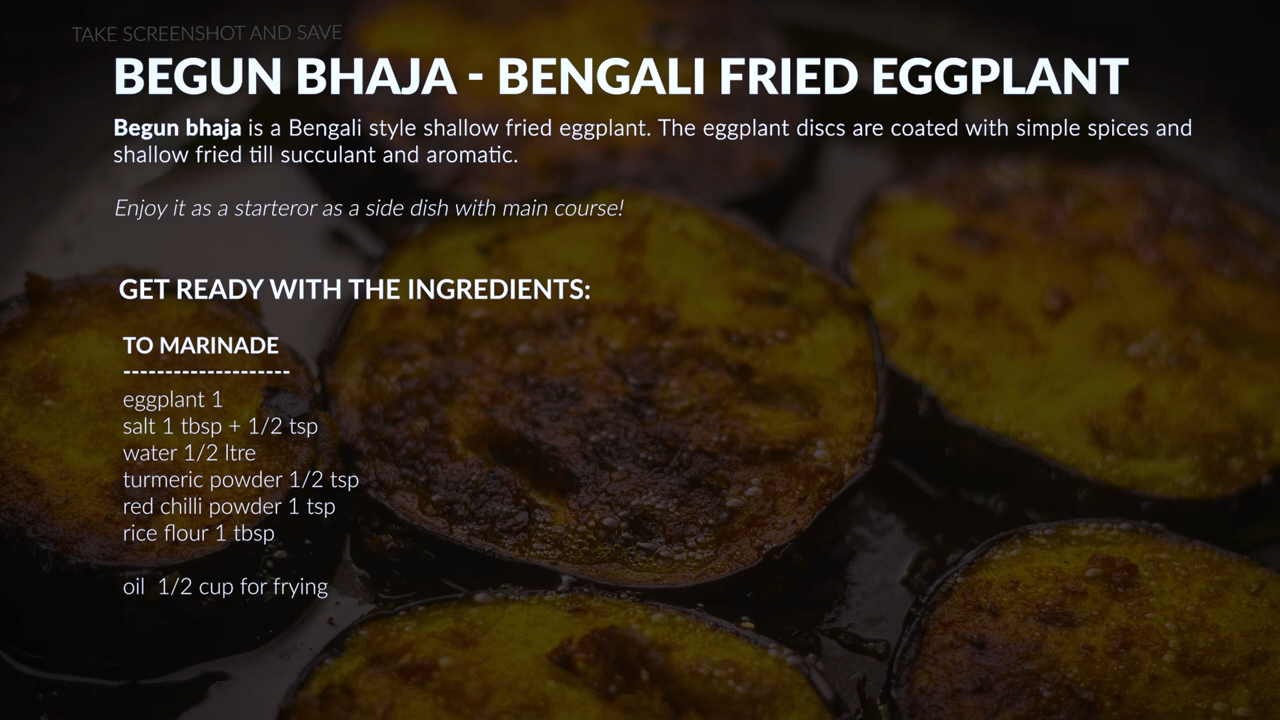 TAKE SCREENSHOT AND SAVE
BEGUN BHAJA - BENGALI FRIED EGGPLANT
Begun bhaja is a Bengali style shallow fried eggplant. The eggplant discs are coated with simple spices and
shallow fried till succulant and aromatic.
Enjoy it as a starteror as a side dish with main course!
GET READY WITH THE INGREDIENTS:
TO MARINADE
-------------------
eggplant 1
salt 1 tbsp + 1/2 tsp
water 1/2 ltre
turmeric powder 1/2 tsp
red chilli powder 1 tsp
rice flour 1 tbsp
oil  1/2 cup for frying